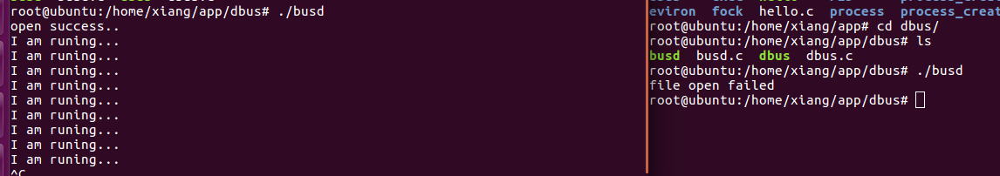 root@ubuntu:/home/xiang/app/dbus# ./busd
open success..
I am runing...
I am runing...
I am runing...
I am runing...
I am runing...
I am runing...
I am runing...
I am runing...
I am runing...
^C
eviron fock hello.c process process_creat
root@ubuntu:/home/xiang/app# cd dbus/
root@ubuntu:/home/xiang/app/dbus# ls
busd busd.c dbus dbus.c
root@ubuntu:/home/xiang/app/dbus# ./busd
file open failed
root@ubuntu:/home/xiang/app/dbus#